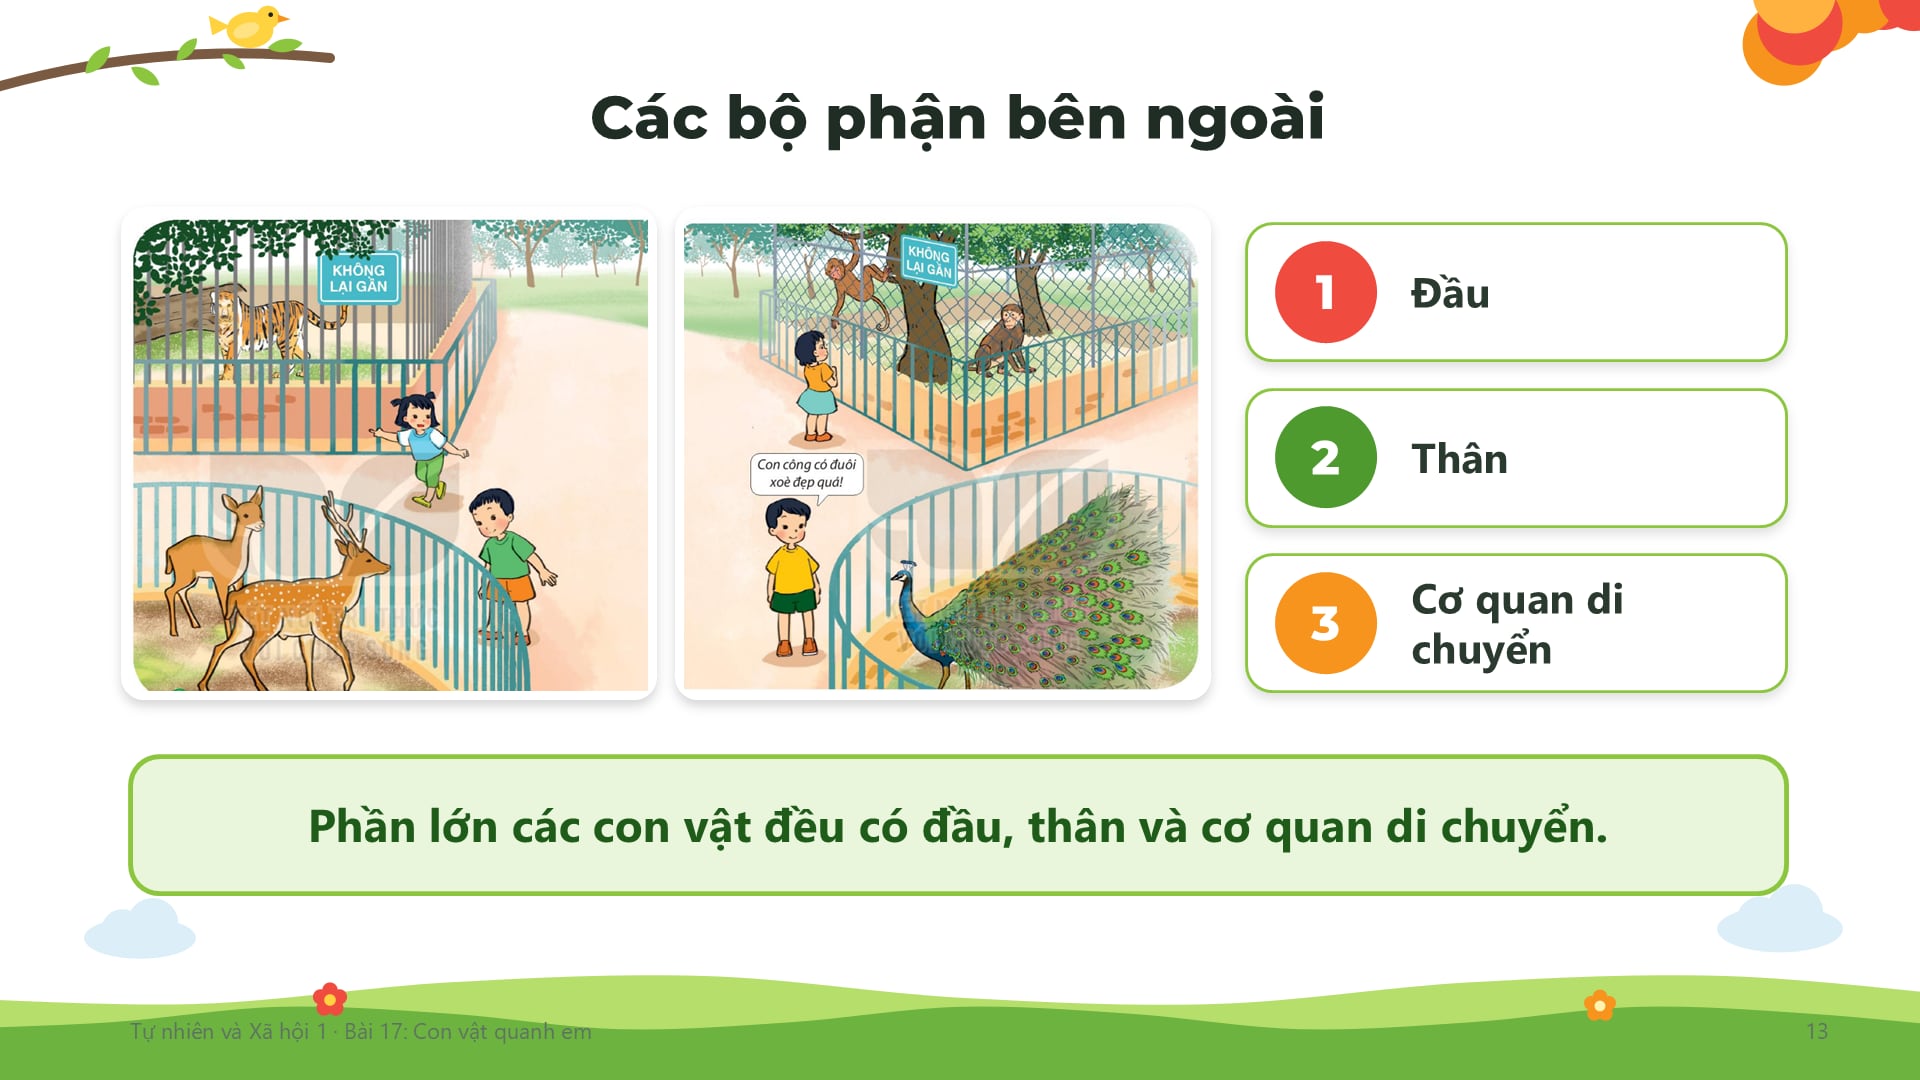 Các bộ phận bên ngoài
KHÔNG
LẠI GẦN
KHÔNG
LẠI GẦN
Con công có đuôi
xoè đẹp quá!
1
Đầu
2
Thân
3
Cơ quan di
chuyển
Phần lớn các con vật đều có đầu, thân và cơ quan di chuyển.
Tự nhiên và Xã hội 1 · Bài 17: Con vật quanh em
13